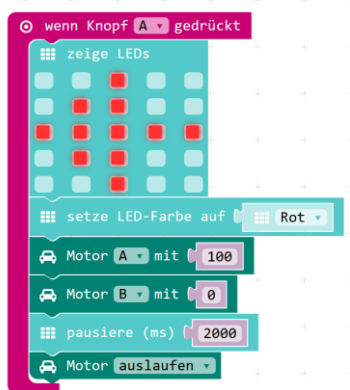 wenn Knopf A gedrückt
zeige LEDs
setze LED-Farbe auf Rot
Motor A mit 100
Motor B mit 0
pausiere (ms) 2000
Motor auslaufen